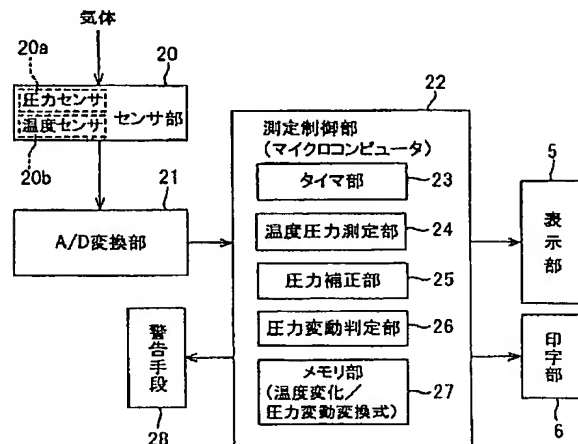 気体
20a
20
圧力センサ
温度センサ
センサ部
20b
21
A/D変換部
22
測定制御部
(マイクロコンピュータ)
タイマ部
23
温度圧力測定部
24
圧力補正部
25
圧力変動判定部
26
メモリ部
(温度変化/
圧力変動変換式)
27
5
表示部
印字部
6
警告手段
28